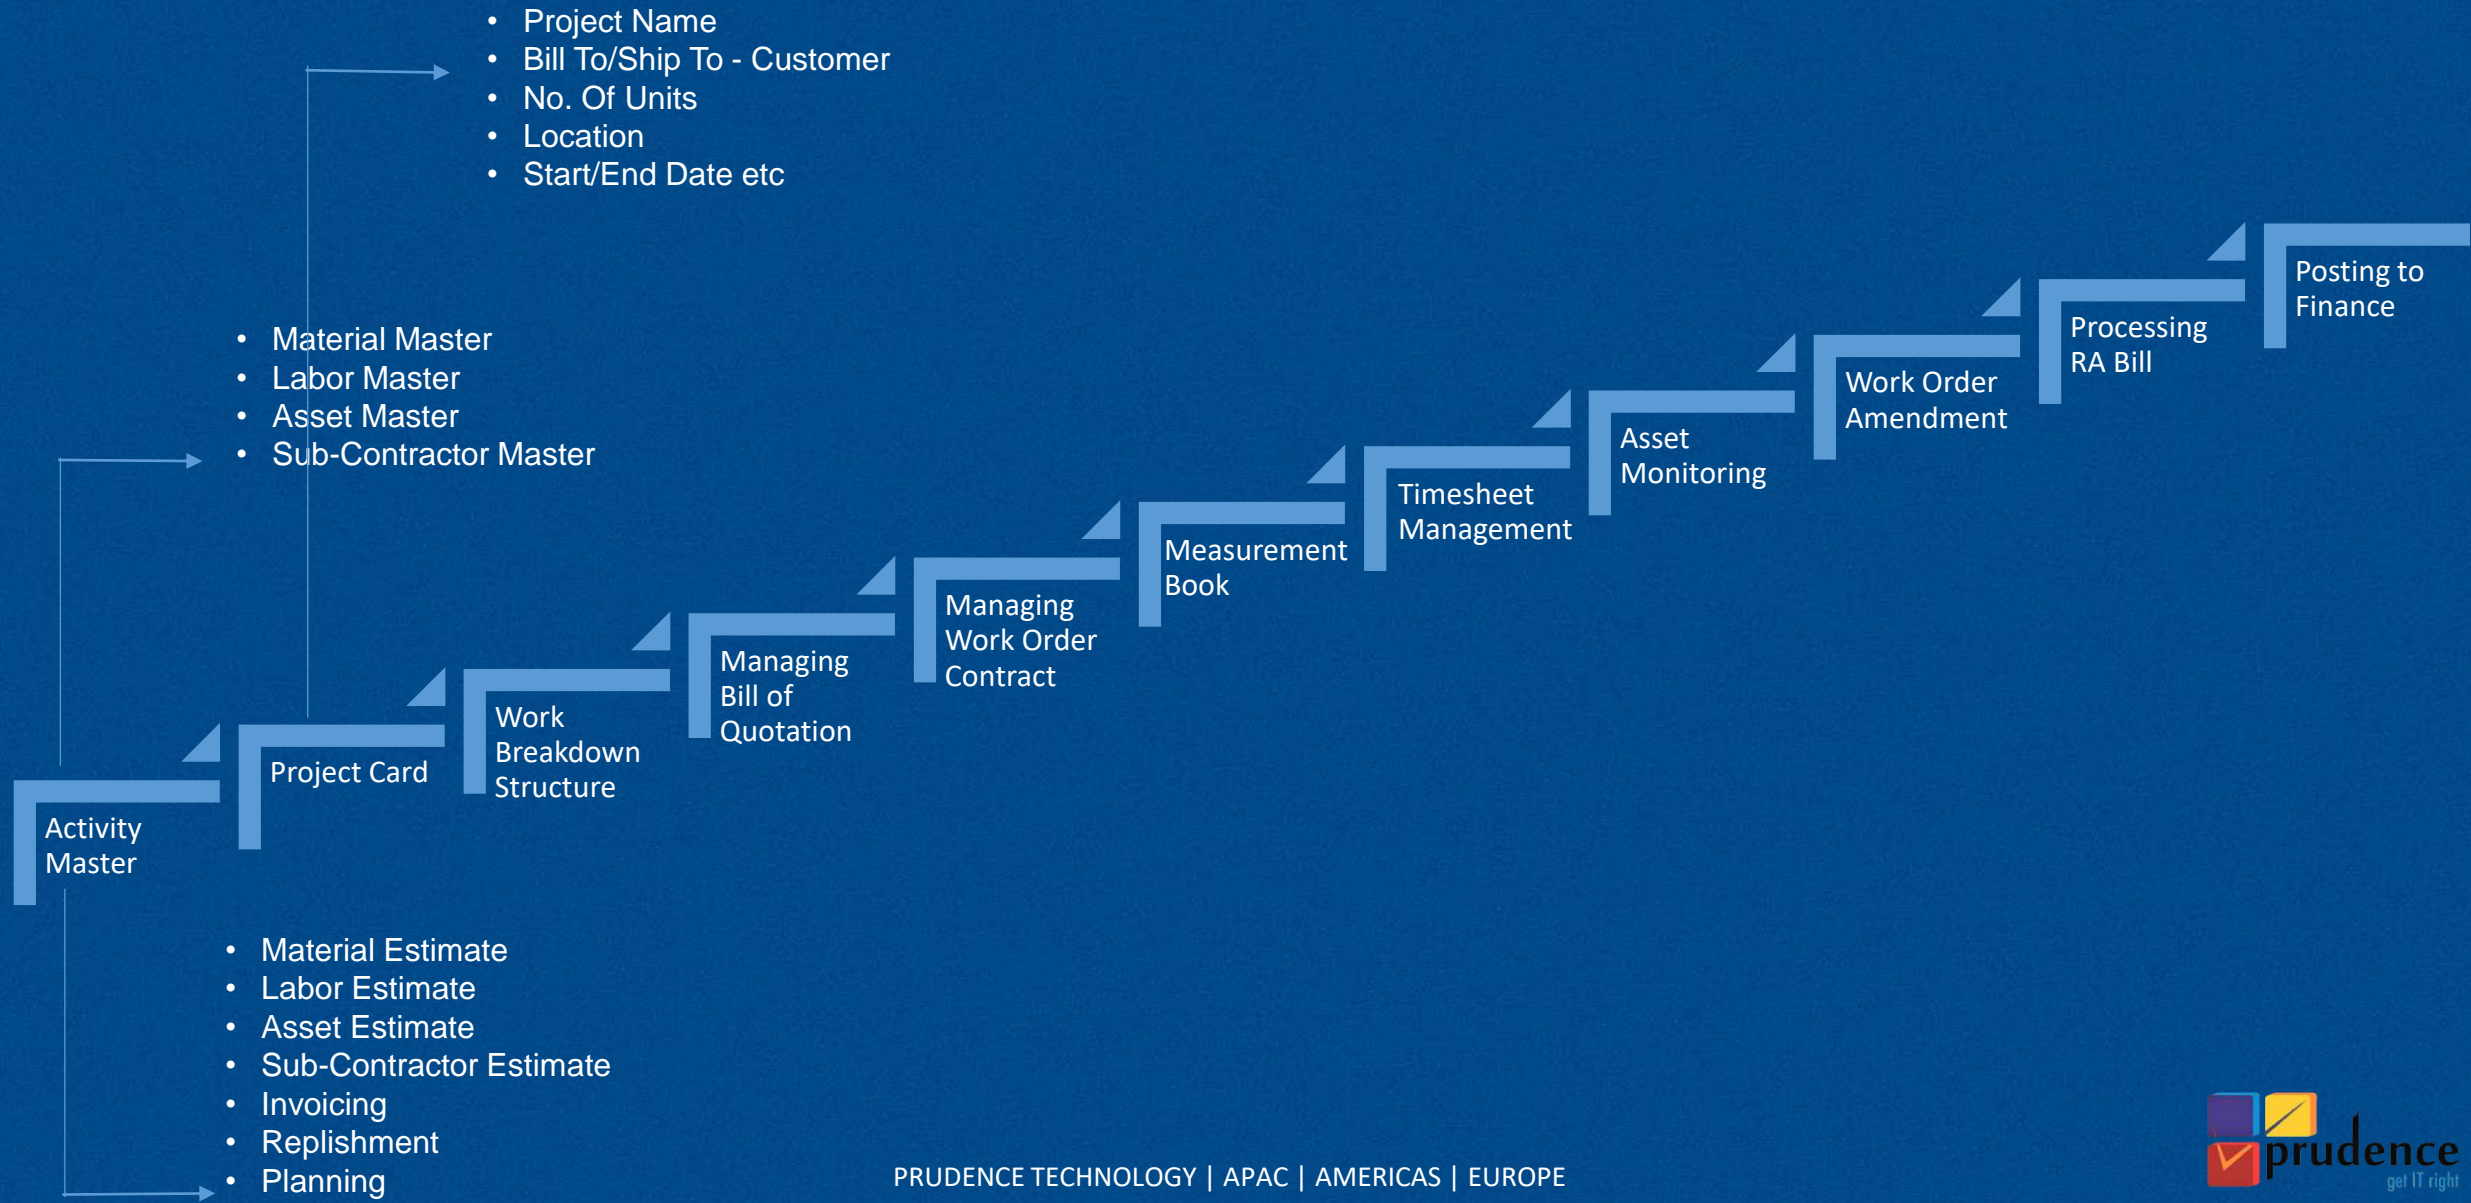 • Project Name
• Bill To/Ship To - Customer
• No. Of Units
• Location
• Start/End Date etc
• Material Master
• Labor Master
• Asset Master
• Sub-Contractor Master
Activity
Master
Project Card
Work
Breakdown
Structure
Managing
Bill of
Quotation
Managing
Work Order
Contract
Measurement
Book
Timesheet
Management
Asset
Monitoring
Work Order
Amendment
Processing
RA Bill
Posting to
Finance
• Material Estimate
• Labor Estimate
• Asset Estimate
• Sub-Contractor Estimate
• Invoicing
• Replishment
• Planning
PRUDENCE TECHNOLOGY | APAC | AMERICAS | EUROPE
prudence
get IT right